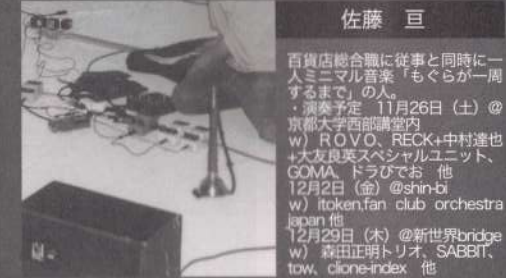 佐藤　亘
百貨店総合職に従事と同時に一
人ミニマル音楽「もぐらが一周
するまで」の人。
・演奏予定　11月26日（土）@
京都大学西部講堂内
w）ＲＯＶＯ、RECK+中村達也
+大友良英スペシャルユニット、
GOMA、ドラびでお　他
12月2日（金）@shin-bi
w）itoken,fan club orchestra
japan 他
12月29日（木）@新世界bridge
w）森田正明トリオ、SABBIT、
tow、clione-index　他